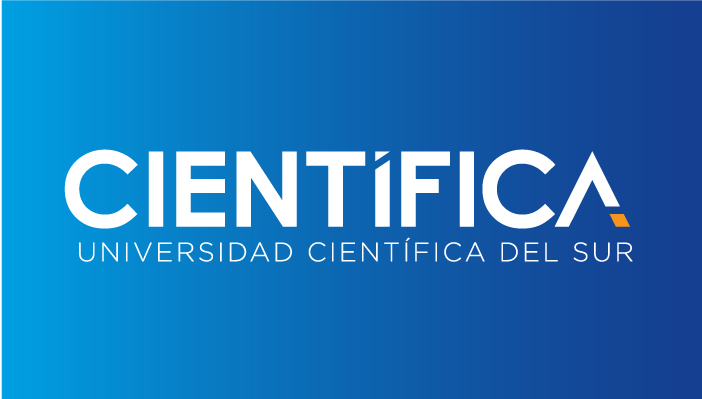 CIENTÍFICA
UNIVERSIDAD CIENTÍFICA DEL SUR